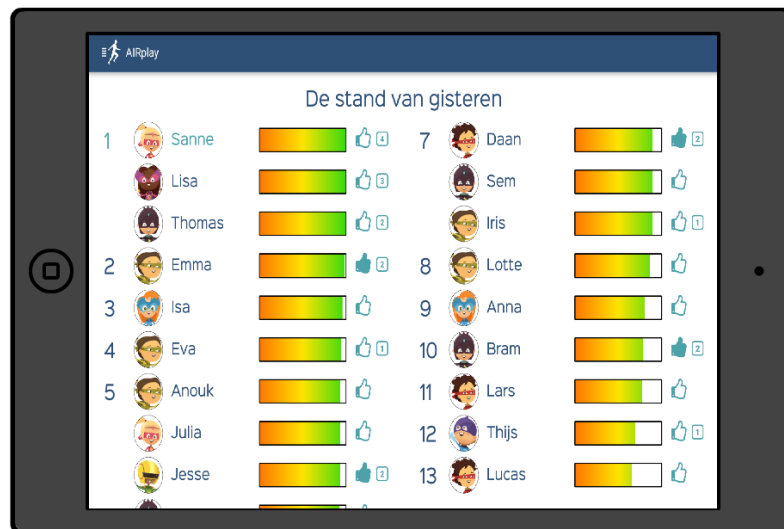 AIRplay
De stand van gisteren
1 Sanne 4
Lisa 3
Thomas 2
2 Emma 2
3 Isa
4 Eva 1
5 Anouk
Julia
Jesse 2
7 Daan 2
Sem
Iris 1
8 Lotte
9 Anna
10 Bram 2
11 Lars
12 Thijs 1
13 Lucas